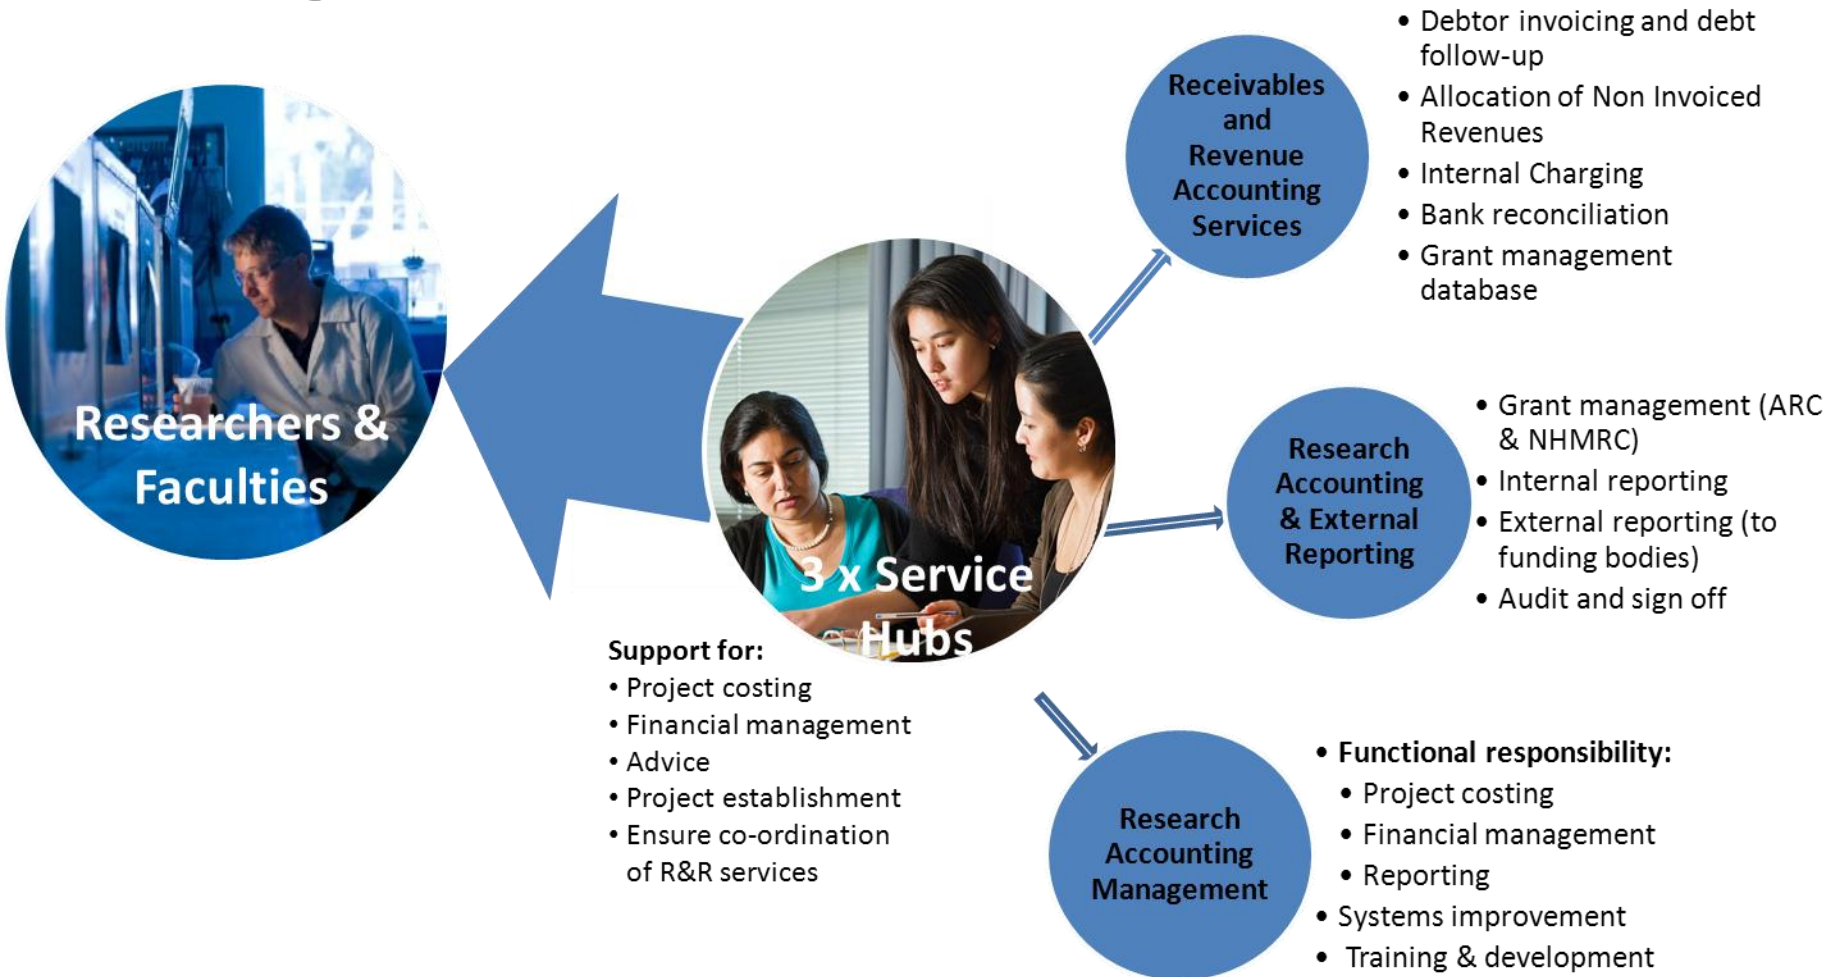 Researchers &
Faculties
3 x Service
Hubs
Support for:
• Project costing
• Financial management
• Advice
• Project establishment
• Ensure co-ordination
of R&R services
Receivables
and
Revenue
Accounting
Services
• Debtor invoicing and debt
follow-up
• Allocation of Non Invoiced
Revenues
• Internal Charging
• Bank reconciliation
• Grant management
database
Research
Accounting
& External
Reporting
• Grant management (ARC
& NHMRC)
• Internal reporting
• External reporting (to
funding bodies)
• Audit and sign off
Research
Accounting
Management
• Functional responsibility:
• Project costing
• Financial management
• Reporting
• Systems improvement
• Training & development